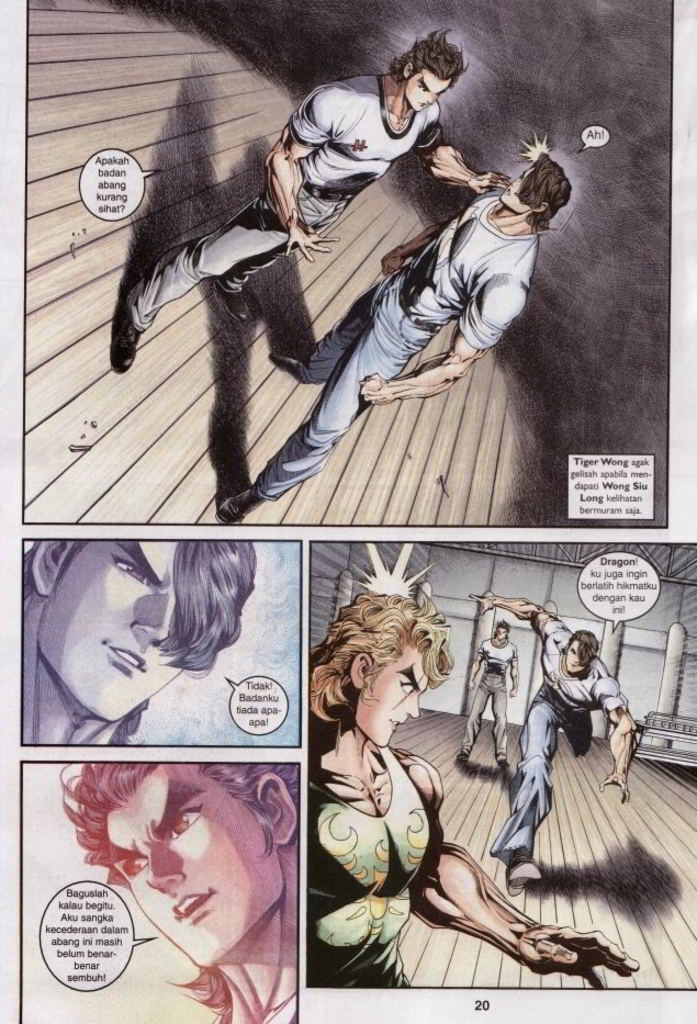 Apakah
badan
abang
kurang
sihat?
Ah!
H
Tiger Wong agak
gelisah apabila men-
dapati Wong Siu
Long kelihatan
bermuram saja.
Tidak!
Badanku
tiada apa-
apa!
Baguslah
kalau begitu.
Aku sangka
kecederaan dalam
abang ini masih
belum benar-
benar
sembuh!
Dragon!
ku juga ingin
berlatih hikmatku
dengan kau
ini!
20